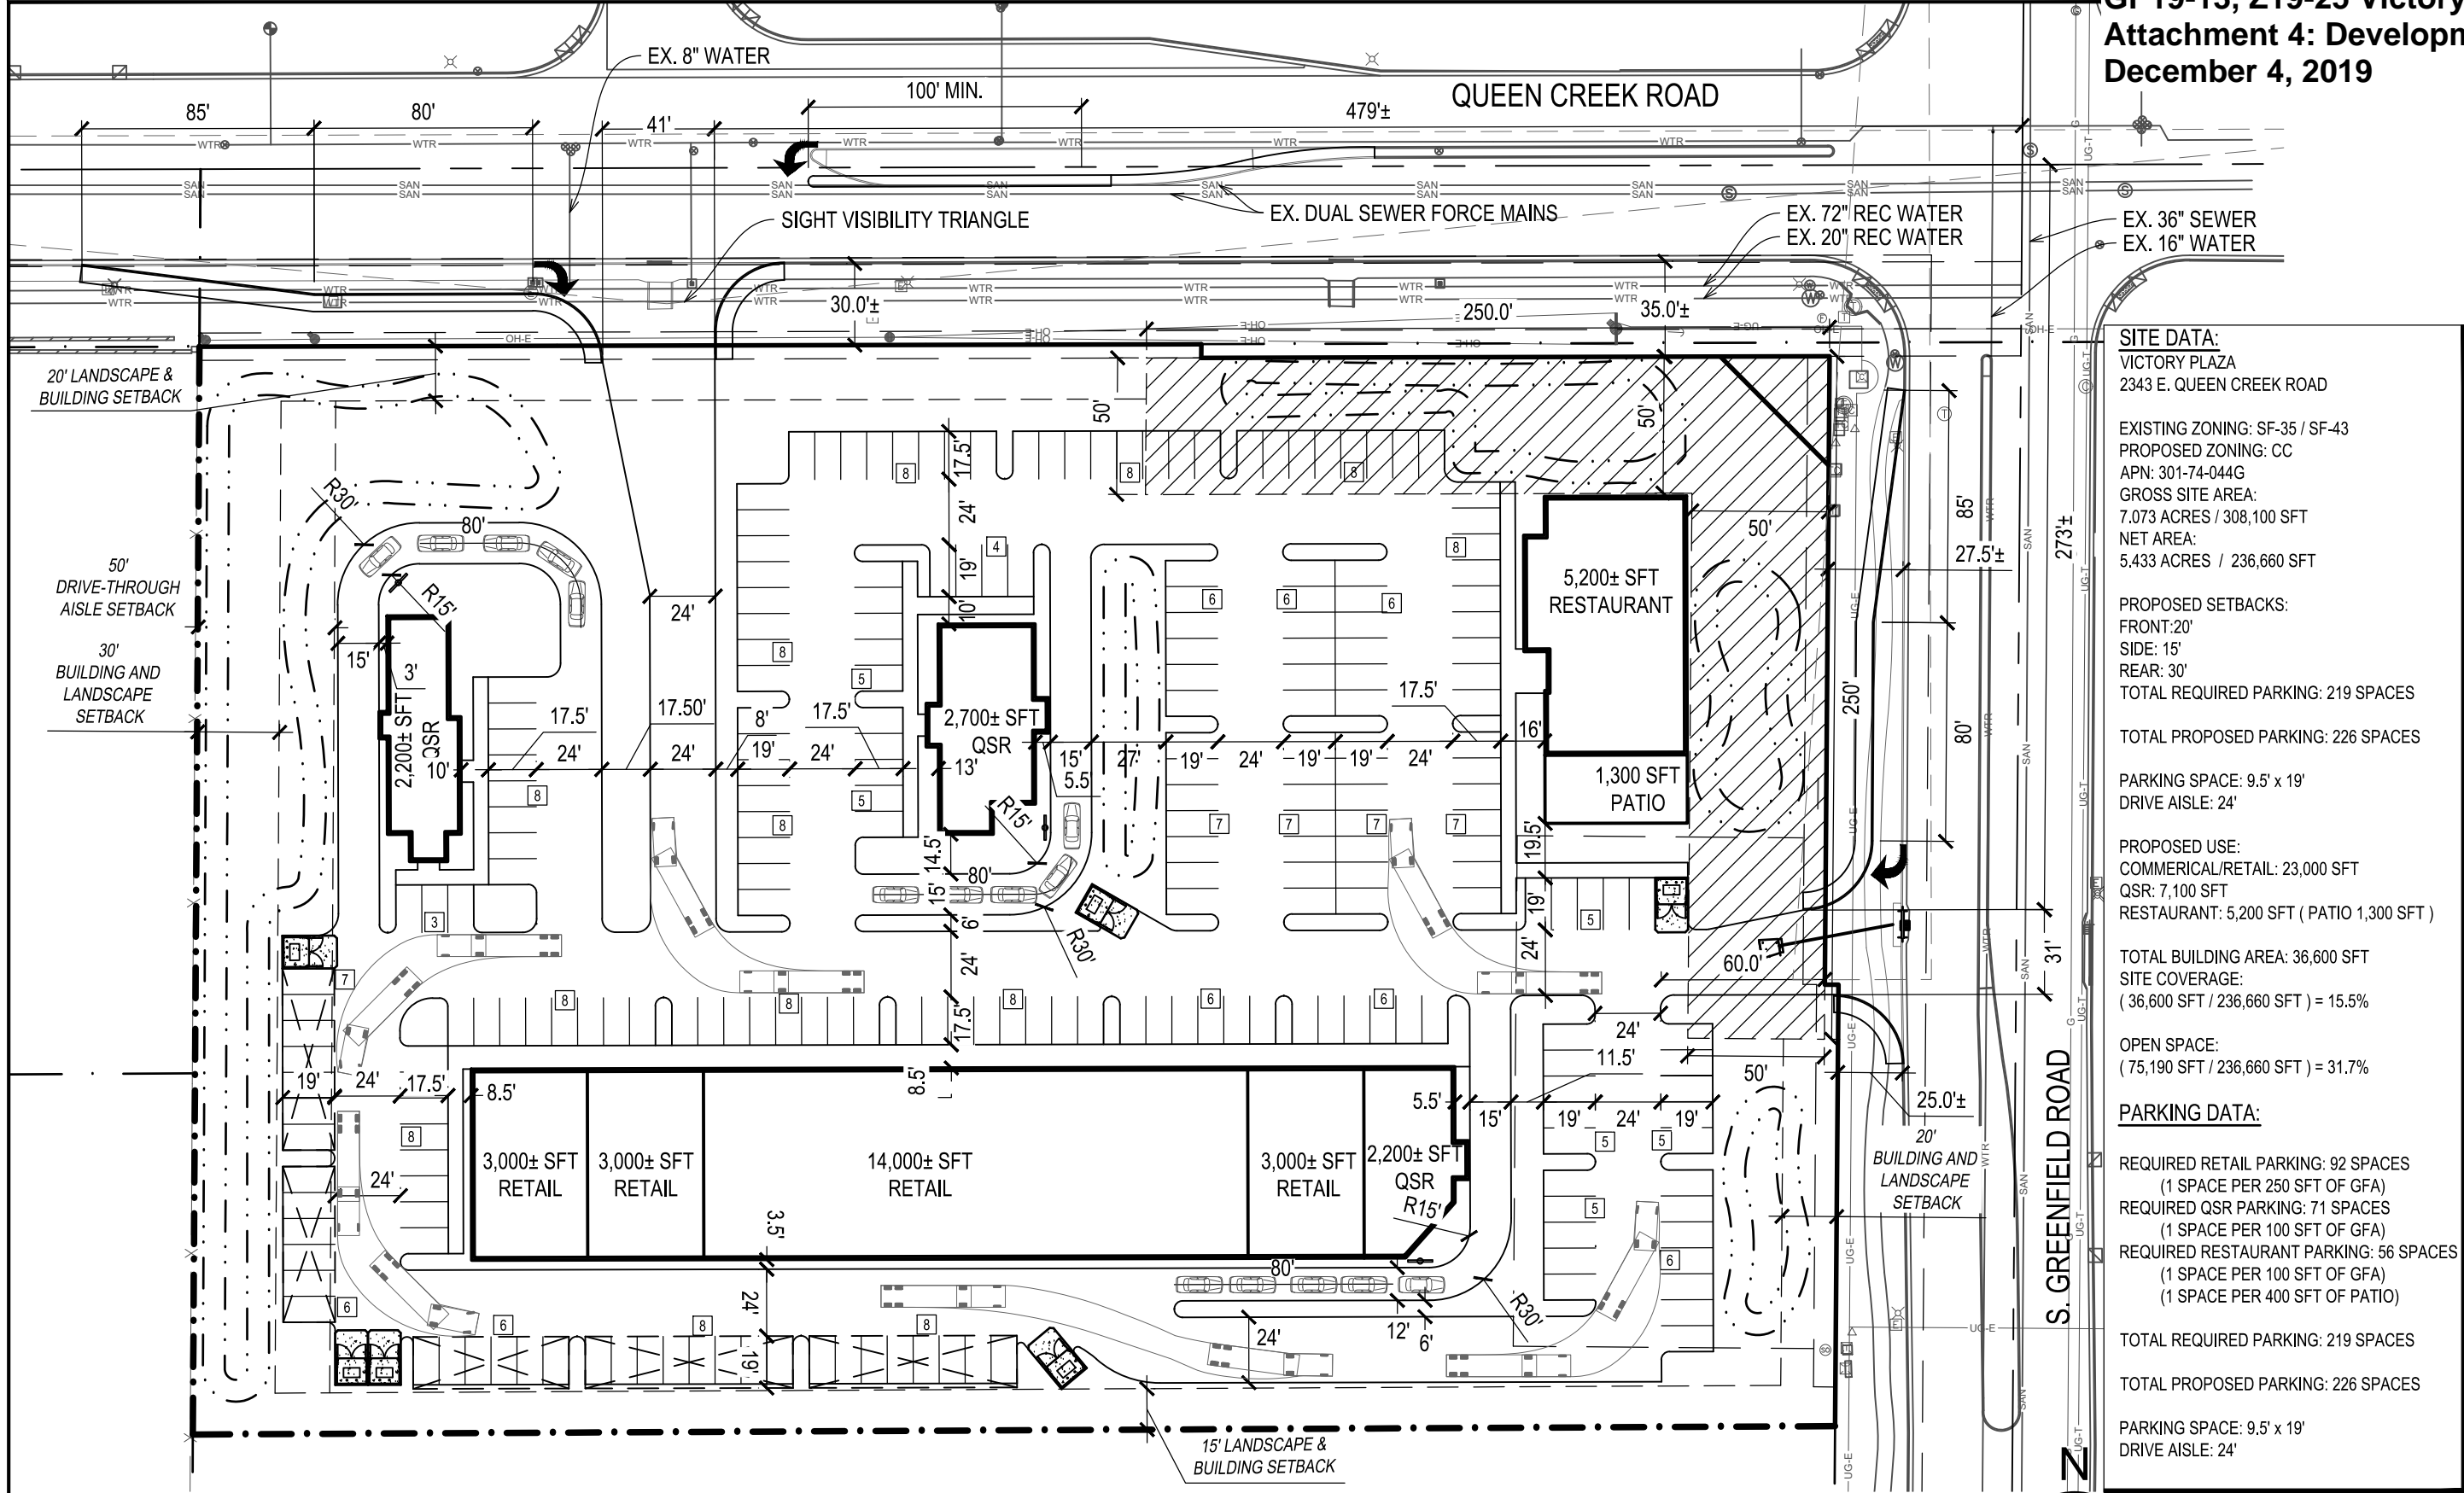 Attachment 4: Developm
December 4, 2019
EX. 8" WATER
85'
80'
41'
100' MIN.
479'±
QUEEN CREEK ROAD
SIGHT VISIBILITY TRIANGLE
EX. DUAL SEWER FORCE MAINS
EX. 72" REC WATER
EX. 20" REC WATER
EX. 36" SEWER
EX. 16" WATER
30.0'±
250.0'
35.0'±
20' LANDSCAPE &
BUILDING SETBACK
50'
DRIVE-THROUGH
AISLE SETBACK
30'
BUILDING AND
LANDSCAPE
SETBACK
R30'
80'
R15'
15'
3'
2,200± SFT
QSR
10'
17.5'
24'
17.50'
24'
24'
8'
19'
17.5'
24'
50'
17.5'
24'
19'
10'
2,700± SFT
QSR
13'
15'
5.5'
27'
19'
24'
19'
19'
24'
17.5'
16'
R15'
14.5'
80'
15'
6'
R30'
24'
17.5'
50'
5,200± SFT
RESTAURANT
1,300 SFT
PATIO
50'
27.5'±
85'
273'±
250'
80'
19.5'
19'
24'
60.0'
31'
19'
24'
17.5'
8.5'
8.5'
24'
3,000± SFT
RETAIL
3,000± SFT
RETAIL
14,000± SFT
RETAIL
3,000± SFT
RETAIL
2,200± SFT
QSR
R15'
5.5'
15'
11.5'
24'
19'
24'
19'
50'
25.0'±
20'
BUILDING AND
LANDSCAPE
SETBACK
3.5'
24'
19'
80'
24'
12'
6'
R30'
15' LANDSCAPE &
BUILDING SETBACK
S. GREENFIELD ROAD
N
SITE DATA:
VICTORY PLAZA
2343 E. QUEEN CREEK ROAD
EXISTING ZONING: SF-35 / SF-43
PROPOSED ZONING: CC
APN: 301-74-044G
GROSS SITE AREA:
7.073 ACRES / 308,100 SFT
NET AREA:
5.433 ACRES / 236,660 SFT
PROPOSED SETBACKS:
FRONT:20'
SIDE: 15'
REAR: 30'
TOTAL REQUIRED PARKING: 219 SPACES
TOTAL PROPOSED PARKING: 226 SPACES
PARKING SPACE: 9.5' x 19'
DRIVE AISLE: 24'
PROPOSED USE:
COMMERICAL/RETAIL: 23,000 SFT
QSR: 7,100 SFT
RESTAURANT: 5,200 SFT ( PATIO 1,300 SFT )
TOTAL BUILDING AREA: 36,600 SFT
SITE COVERAGE:
( 36,600 SFT / 236,660 SFT ) = 15.5%
OPEN SPACE:
( 75,190 SFT / 236,660 SFT ) = 31.7%
PARKING DATA:
REQUIRED RETAIL PARKING: 92 SPACES
(1 SPACE PER 250 SFT OF GFA)
REQUIRED QSR PARKING: 71 SPACES
(1 SPACE PER 100 SFT OF GFA)
REQUIRED RESTAURANT PARKING: 56 SPACES
(1 SPACE PER 100 SFT OF GFA)
(1 SPACE PER 400 SFT OF PATIO)
TOTAL REQUIRED PARKING: 219 SPACES
TOTAL PROPOSED PARKING: 226 SPACES
PARKING SPACE: 9.5' x 19'
DRIVE AISLE: 24'